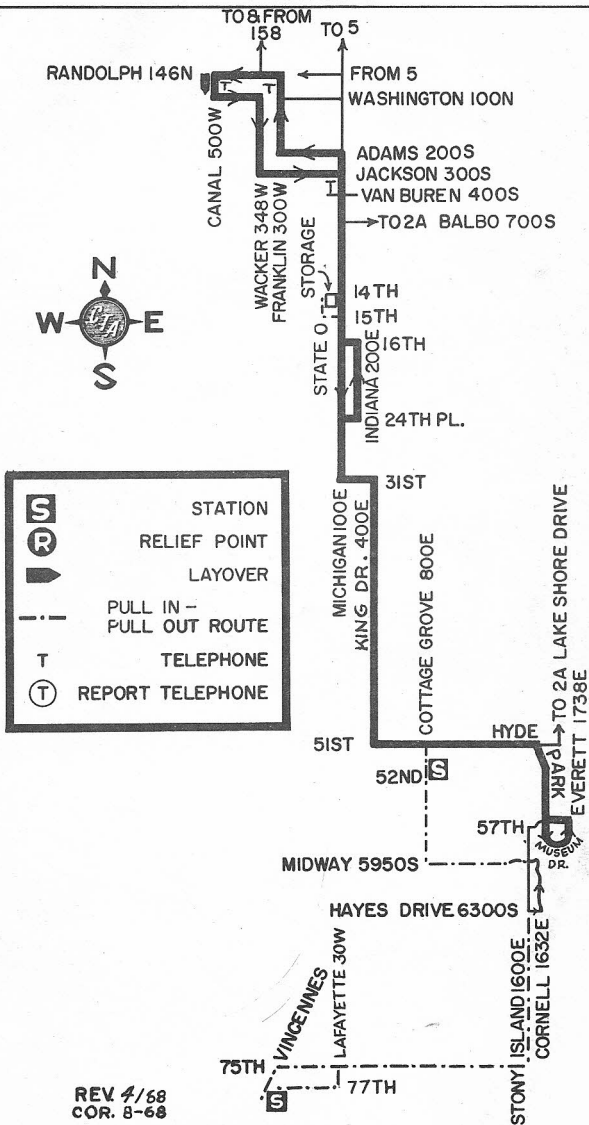 TO & FROM
158
TO 5
RANDOLPH 146N
FROM 5
T
T
WASHINGTON 100N
CANAL 500W
ADAMS 200S
JACKSON 300S
T
VAN BUREN 400S
WACKER 348W
FRANKLIN 300W
TO 2A BALBO 700S
STORAGE
14TH
15TH
STATE 0
16TH
INDIANA 200E
24TH PL.
N
W
CTA
E
S
31ST
MICHIGAN 100E
KING DR. 400E
COTTAGE GROVE 800E
S STATION
R RELIEF POINT
LAYOVER
PULL IN –
PULL OUT ROUTE
T TELEPHONE
T REPORT TELEPHONE
TO 2A LAKE SHORE DRIVE
EVERETT 1738E
HYDE
PARK
51ST
52ND
S
57TH
MUSEUM
DR.
MIDWAY 5950S
HAYES DRIVE 6300S
STONY ISLAND 1600E
CORNELL 1632E
VINCENNES
LAFAYETTE 30W
75TH
77TH
S
REV. 4/68
COR. 8-68